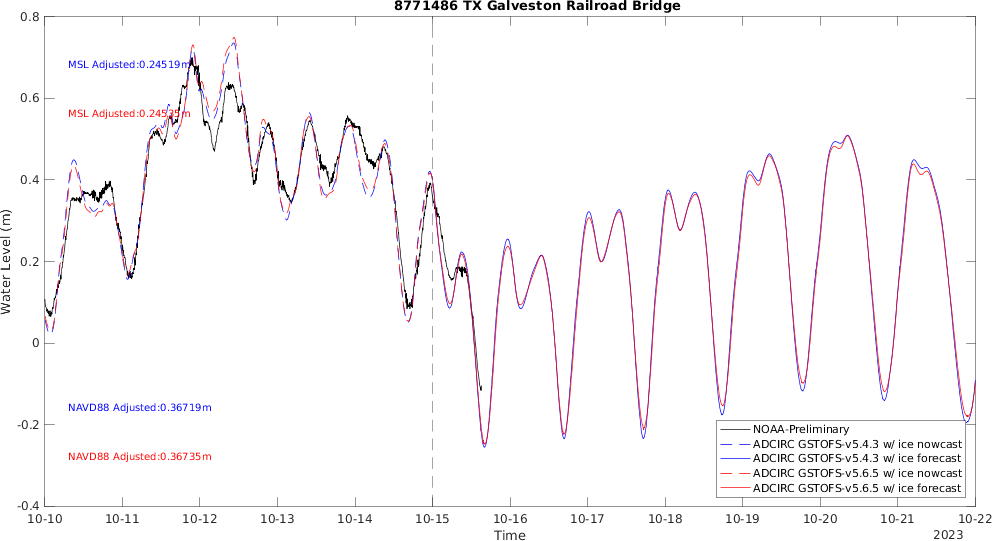 8771486 TX Galveston Railroad Bridge
0.8
0.6
0.4
0.2
0
-0.2
-0.4
Water Level (m)
MSL Adjusted:0.24519m
MSL Adjusted:0.24535m
NAVD88 Adjusted:0.36719m
NAVD88 Adjusted:0.36735m
NOAA-Preliminary
ADCIRC GSTOFS-v5.4.3 w/ ice nowcast
ADCIRC GSTOFS-v5.4.3 w/ ice forecast
ADCIRC GSTOFS-v5.6.5 w/ ice nowcast
ADCIRC GSTOFS-v5.6.5 w/ ice forecast
10-10 10-11 10-12 10-13 10-14 10-15 10-16 10-17 10-18 10-19 10-20 10-21 10-22
Time
2023